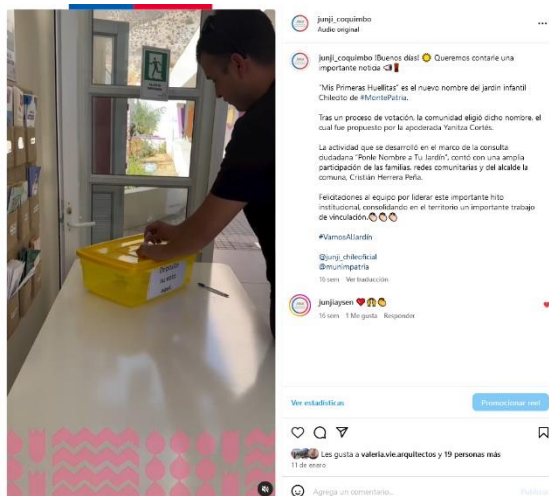 junji_coquimbo
Audio original
junji_coquimbo ¡Buenos días! 🌞 Queremos contarle una
importante noticia
"Mis Primeras Huellitas" es el nuevo nombre del jardín infantil
Chilecito de #MontePatria.
Tras un proceso de votación, la comunidad eligió dicho nombre, el
cual fue propuesto por la apoderada Yanitza Cortés.
La actividad que se desarrolló en el marco de la consulta
ciudadana "Ponle Nombre a Tu Jardín", contó con una amplia
participación de las familias, redes comunitarias y del alcalde la
comuna, Cristián Herrera Peña.
Felicitaciones al equipo por liderar este importante hito
institucional, consolidando en el territorio un importante trabajo
de vinculación.👏👏👏
#VamosAlJardín
@junji_chileoficial
@munimpatria
16 sem Ver traducción
junjiaysen ❤️🙌👏
16 sem 1 Me gusta Responder
Ver estadísticas
Promocionar reel
Les gusta a valeria.vie.arquitectos y 19 personas más
11 de enero
Agrega un comentario...
Publicar
Deposita
tu voto
aquí